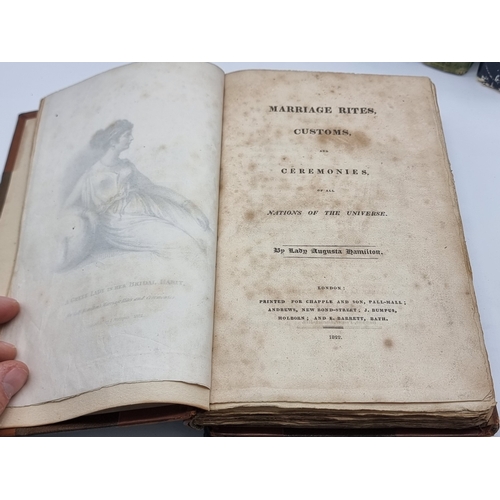 MARRIAGE RITES,
CUSTOMS,
AND
CEREMONIES,
OF ALL
NATIONS OF THE UNIVERSE.
By Lady Augusta Hamilton.
LONDON:
PRINTED FOR CHAPPLE AND SON, PALL-MALL;
ANDREWS, NEW BOND-STREET; J. BUMPUS,
HOLBORN; AND E. BARRETT, BATH.
1822.